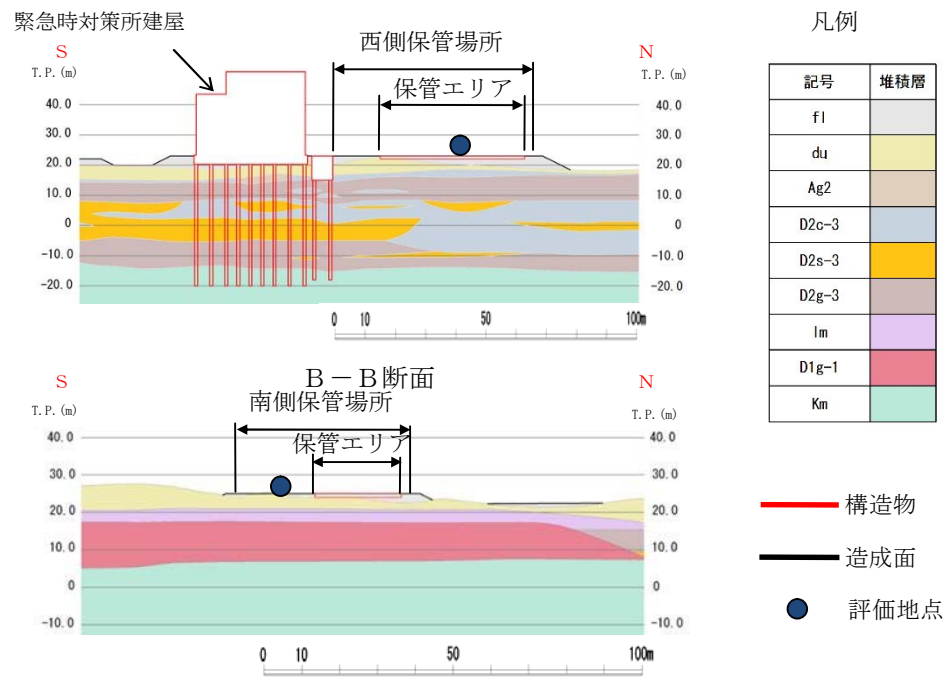 緊急時対策所建屋
S
西側保管場所
N
T.P.(m)
保管エリア
T.P.(m)
40.0
40.0
30.0
30.0
20.0
20.0
10.0
10.0
0
0
-10.0
-10.0
-20.0
-20.0
0 10 50 100m
B－B断面
S
N
南側保管場所
T.P.(m)
保管エリア
T.P.(m)
40.0
40.0
30.0
30.0
20.0
20.0
10.0
10.0
0
0
-10.0
-10.0
0 10 50 100m
凡例
記号 堆積層
fl
du
Ag2
D2c-3
D2s-3
D2g-3
lm
D1g-1
Km
構造物
造成面
評価地点